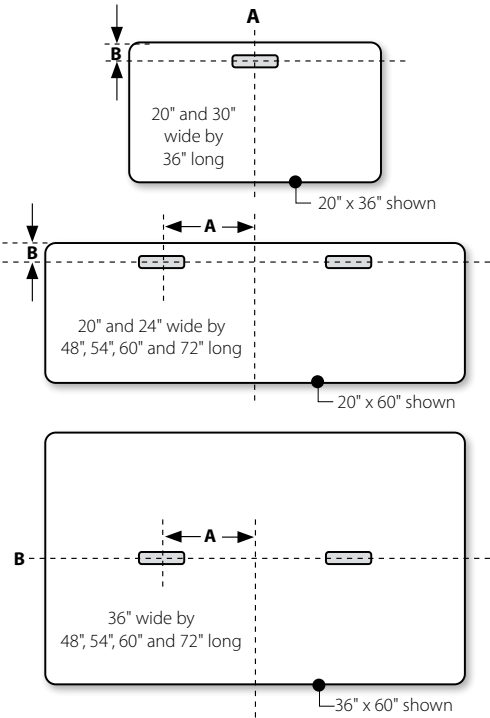 A
B
20" and 30"
wide by
36" long
20" x 36" shown
A
B
20" and 24" wide by
48", 54", 60" and 72" long
20" x 60" shown
A
B
36" wide by
48", 54", 60" and 72" long
36" x 60" shown